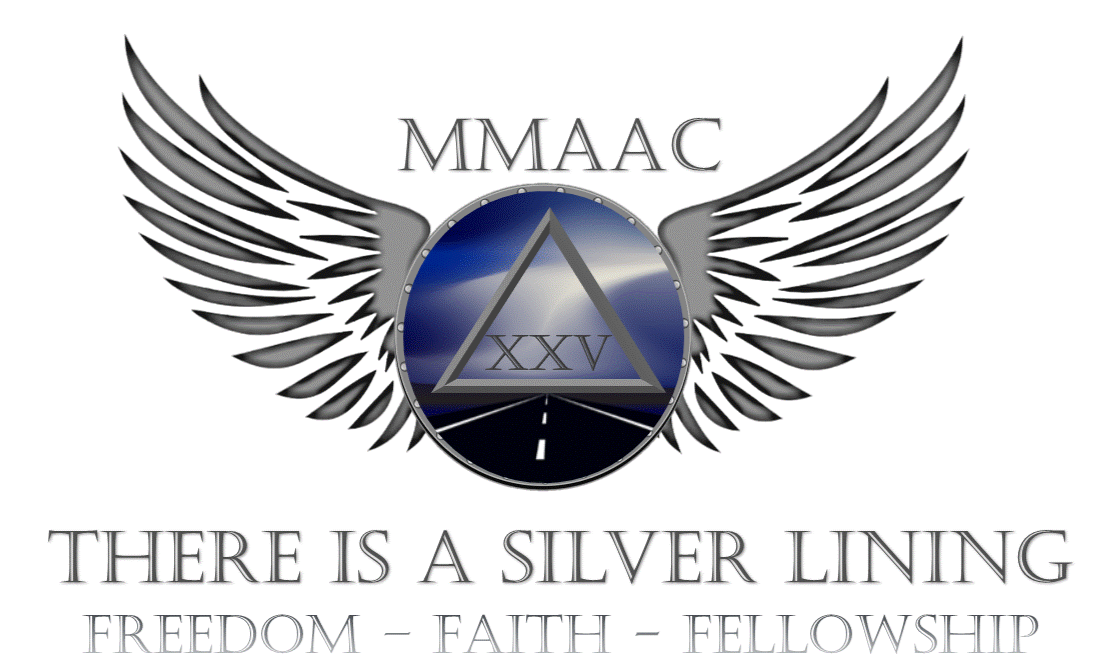 MMAAC
XXV
THERE IS A SILVER LINING
FREEDOM – FAITH – FELLOWSHIP